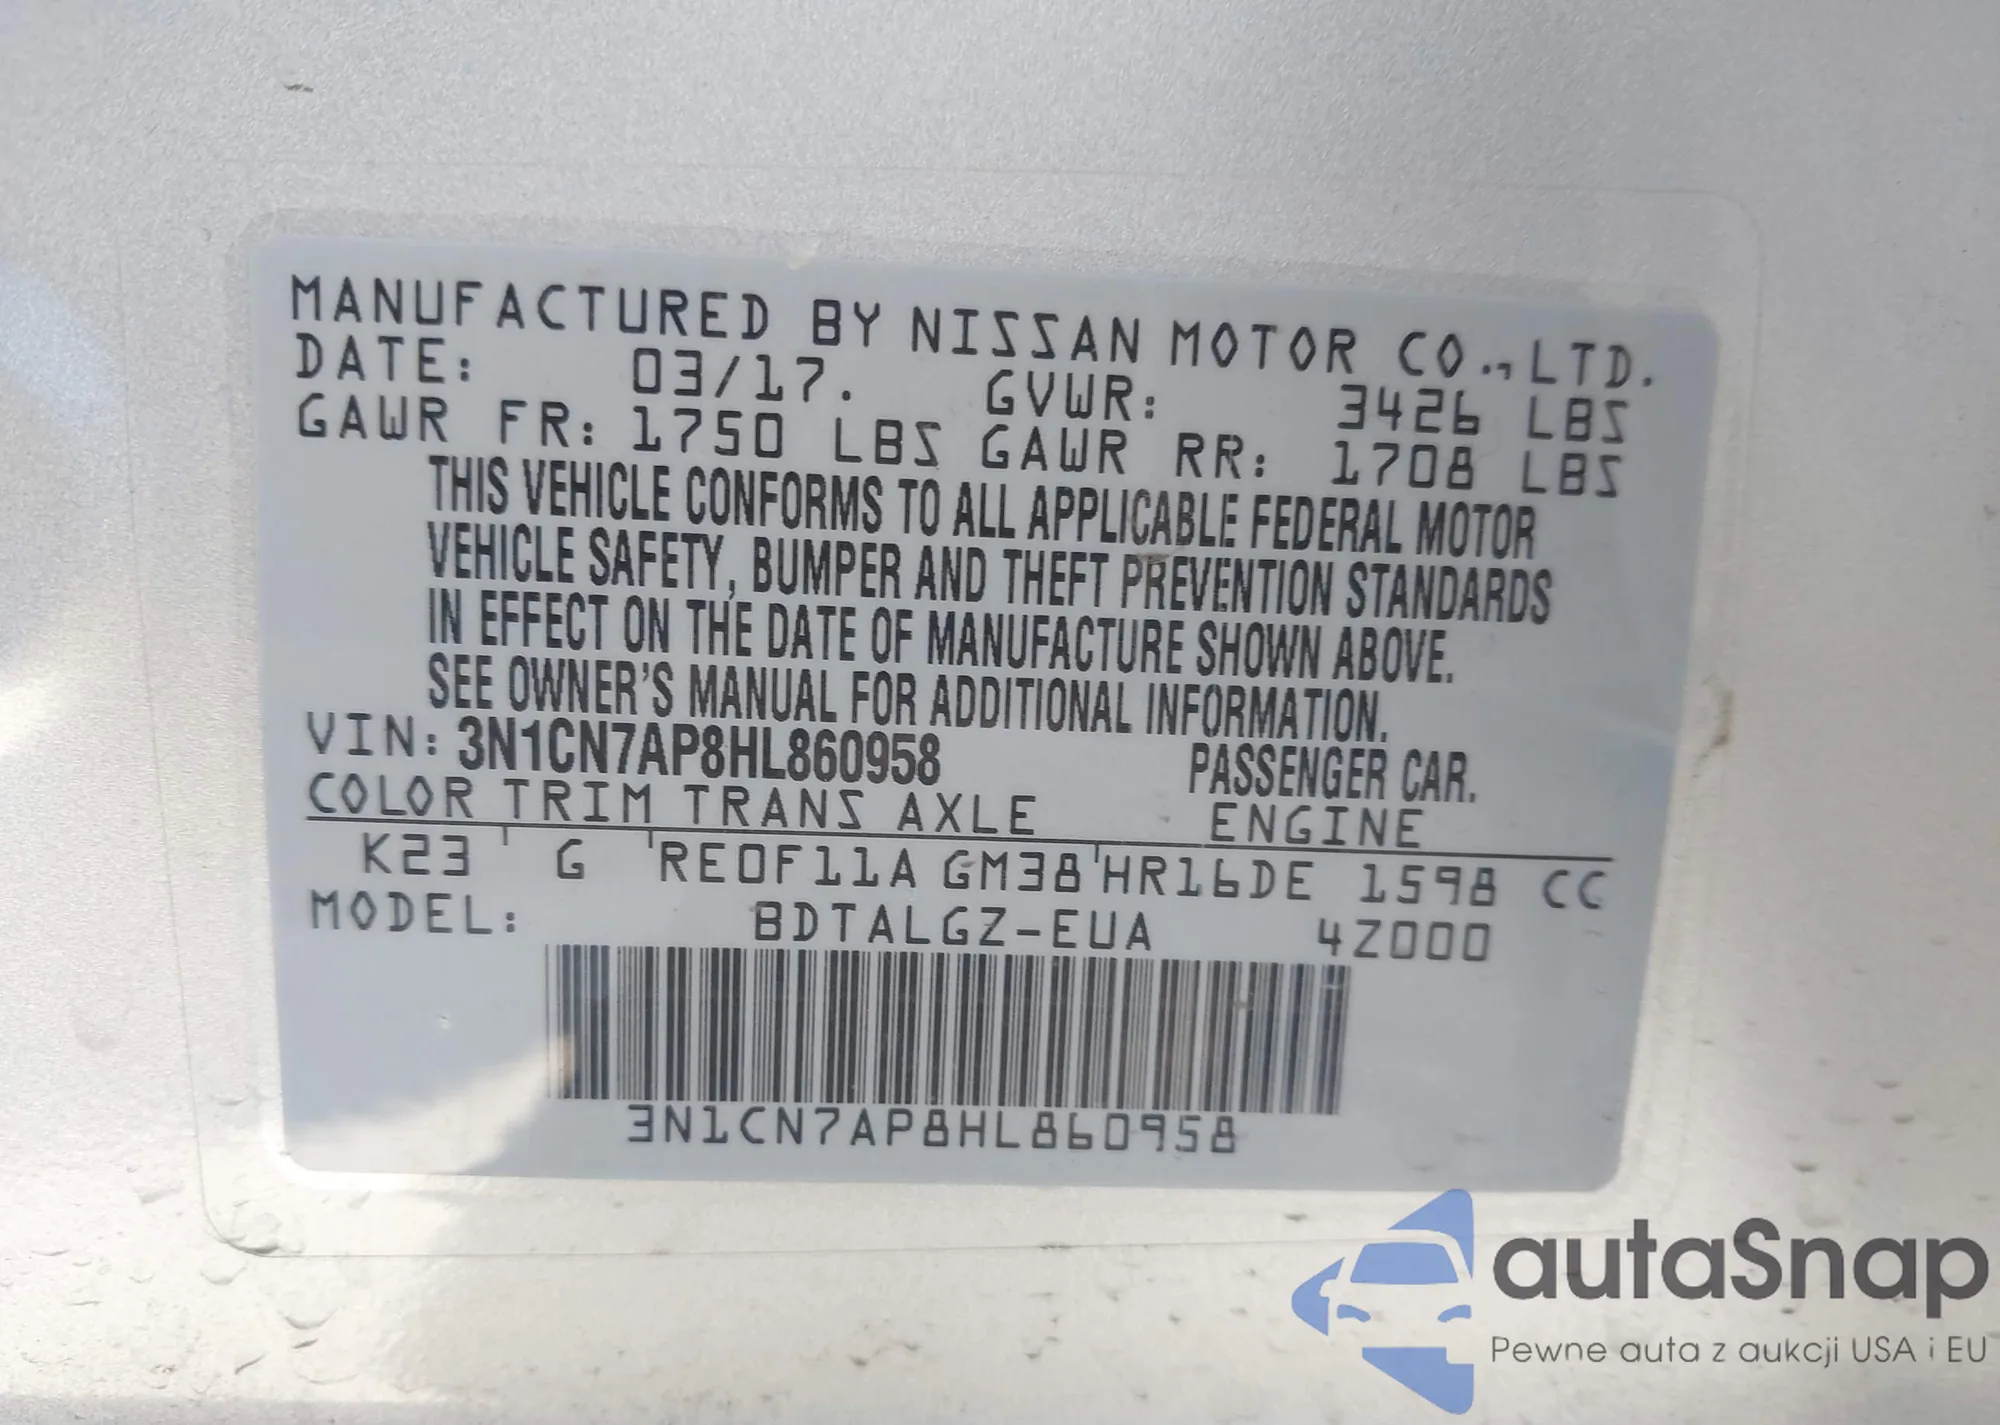 MANUFACTURED BY NISSAN MOTOR CO., LTD.
DATE: 03/17. GVWR: 3426 LBS
GAWR FR: 1750 LBS GAWR RR: 1708 LBS
THIS VEHICLE CONFORMS TO ALL APPLICABLE FEDERAL MOTOR
VEHICLE SAFETY, BUMPER AND THEFT PREVENTION STANDARDS
IN EFFECT ON THE DATE OF MANUFACTURE SHOWN ABOVE.
SEE OWNER'S MANUAL FOR ADDITIONAL INFORMATION.
VIN: 3N1CN7AP8HL860958 PASSENGER CAR.
COLOR TRIM TRANS AXLE ENGINE
K23 ' G ' RE0F11A GM38 ' HR16DE 1598 CC
MODEL: BDTALGZ-EUA 4Z000
3N1CN7AP8HL860958
autaSnap
Pewne auta z aukcji USA i EU